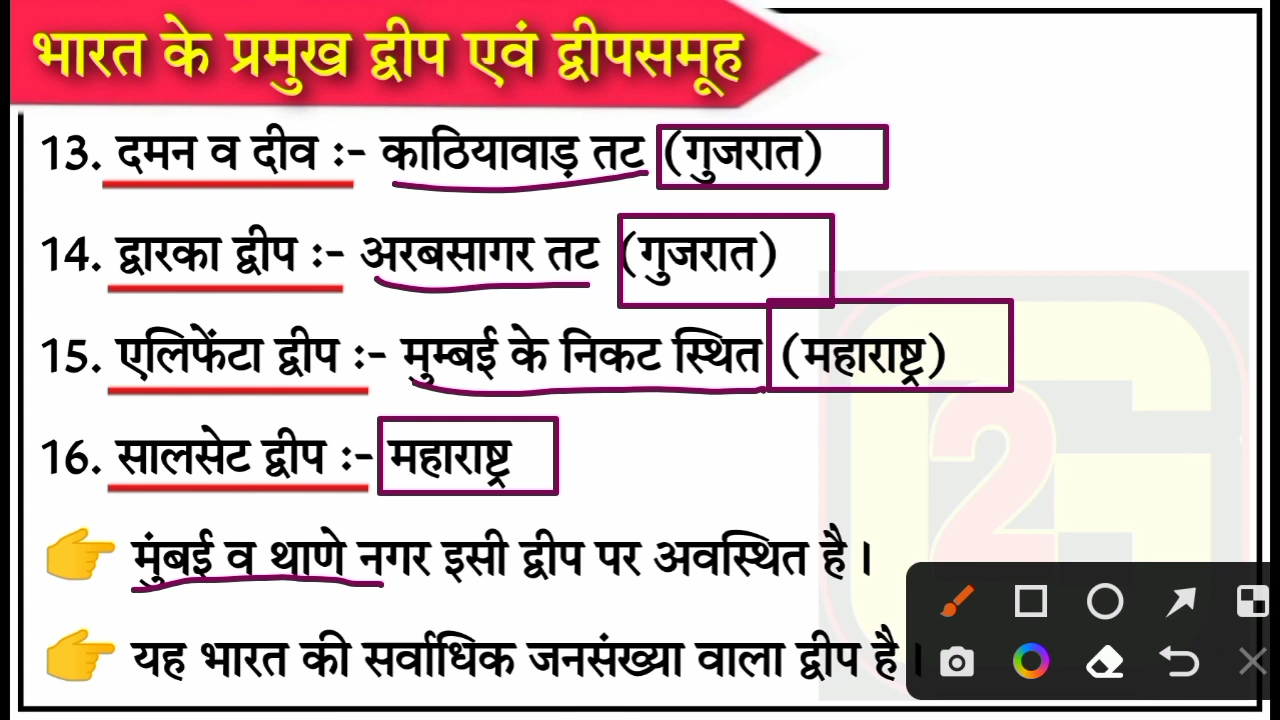 भारत के प्रमुख द्वीप एवं द्वीपसमूह
13. दमन व दीव :- काठियावाड़ तट (गुजरात)
14. द्वारका द्वीप :- अरबसागर तट (गुजरात)
15. एलिफेंटा द्वीप :- मुम्बई के निकट स्थित (महाराष्ट्र)
16. सालसेट द्वीप :- महाराष्ट्र
👉 मुंबई व थाणे नगर इसी द्वीप पर अवस्थित है।
👉 यह भारत की सर्वाधिक जनसंख्या वाला द्वीप है।
G2